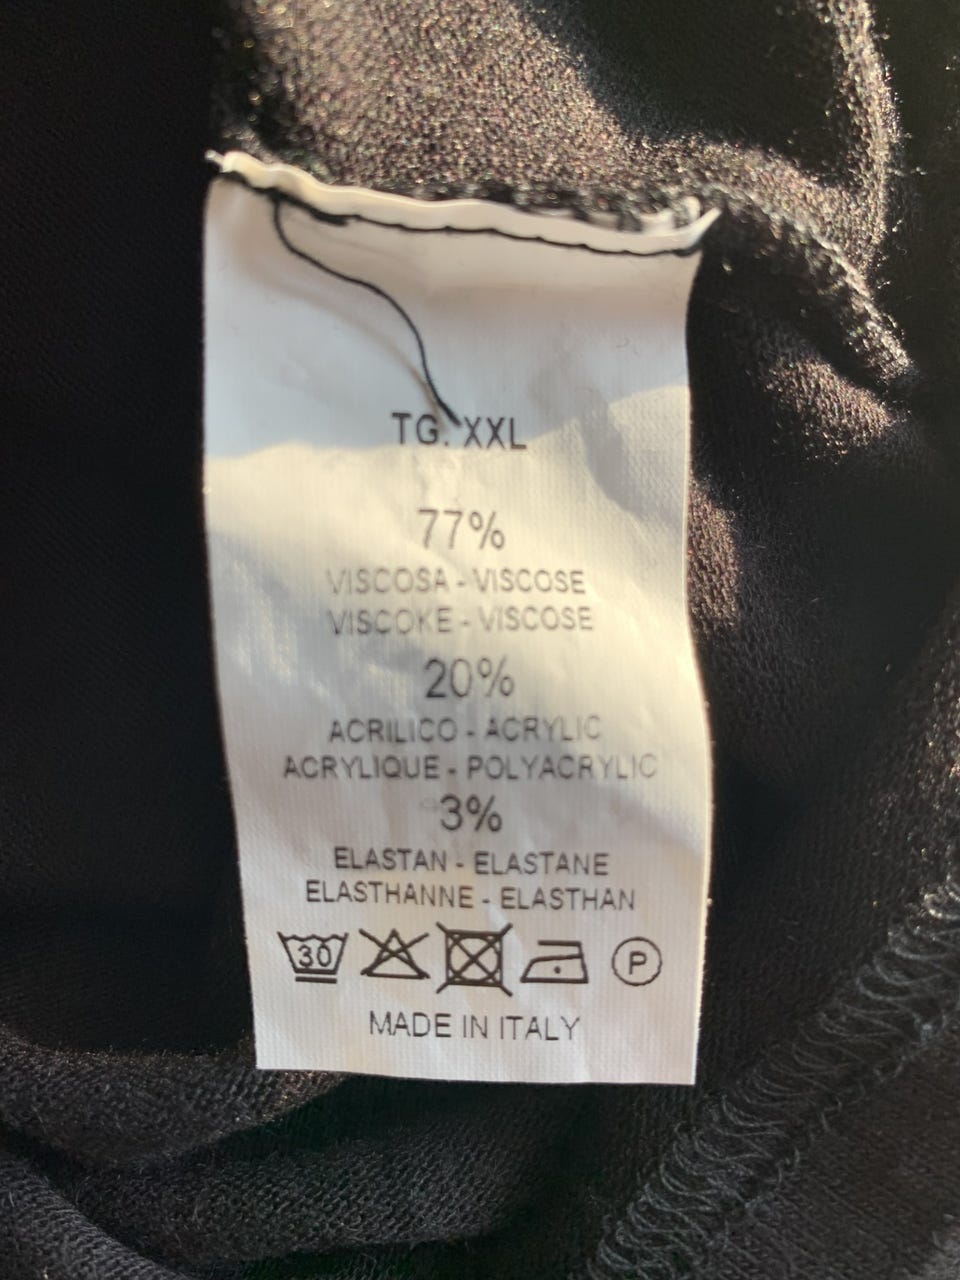 TG. XXL
77%
VISCOSA - VISCOSE
VISCOKE - VISCOSE
20%
ACRILICO - ACRYLIC
ACRYLIQUE - POLYACRYLIC
3%
ELASTAN - ELASTANE
ELASTHANNE - ELASTHAN
30 P
MADE IN ITALY